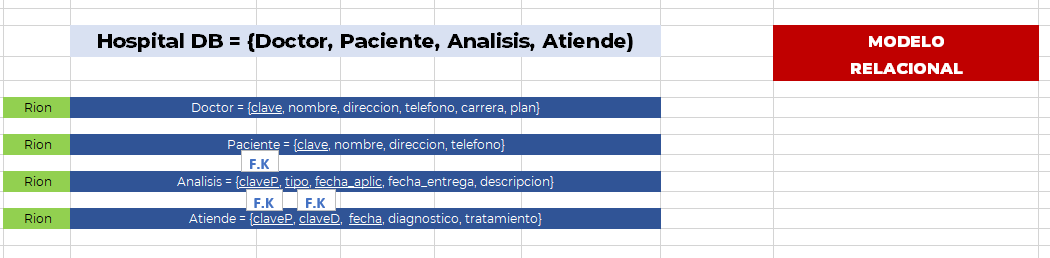 Hospital DB = {Doctor, Paciente, Analisis, Atiende)
MODELO
RELACIONAL
Rion
Doctor = {clave, nombre, direccion, telefono, carrera, plan}
Rion
Paciente = {clave, nombre, direccion, telefono}
F.K
Rion
Analisis = {claveP, tipo, fecha_aplic, fecha_entrega, descripcion}
F.K
F.K
Rion
Atiende = {claveP, claveD, fecha, diagnostico, tratamiento}